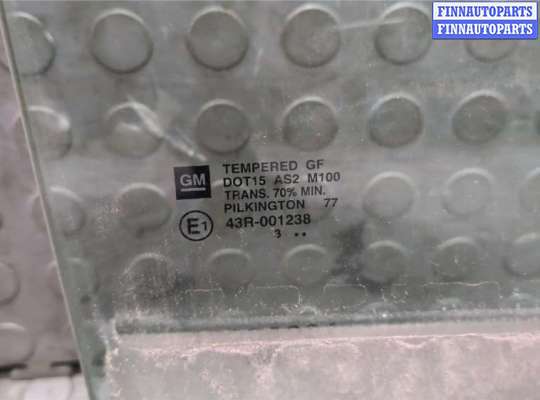 FINNAUTOPARTS
FINNAUTOPARTS
GM
TEMPERED GF
DOT15 AS2 M100
TRANS. 70% MIN.
PILKINGTON 77
E1 43R-001238
3 ..